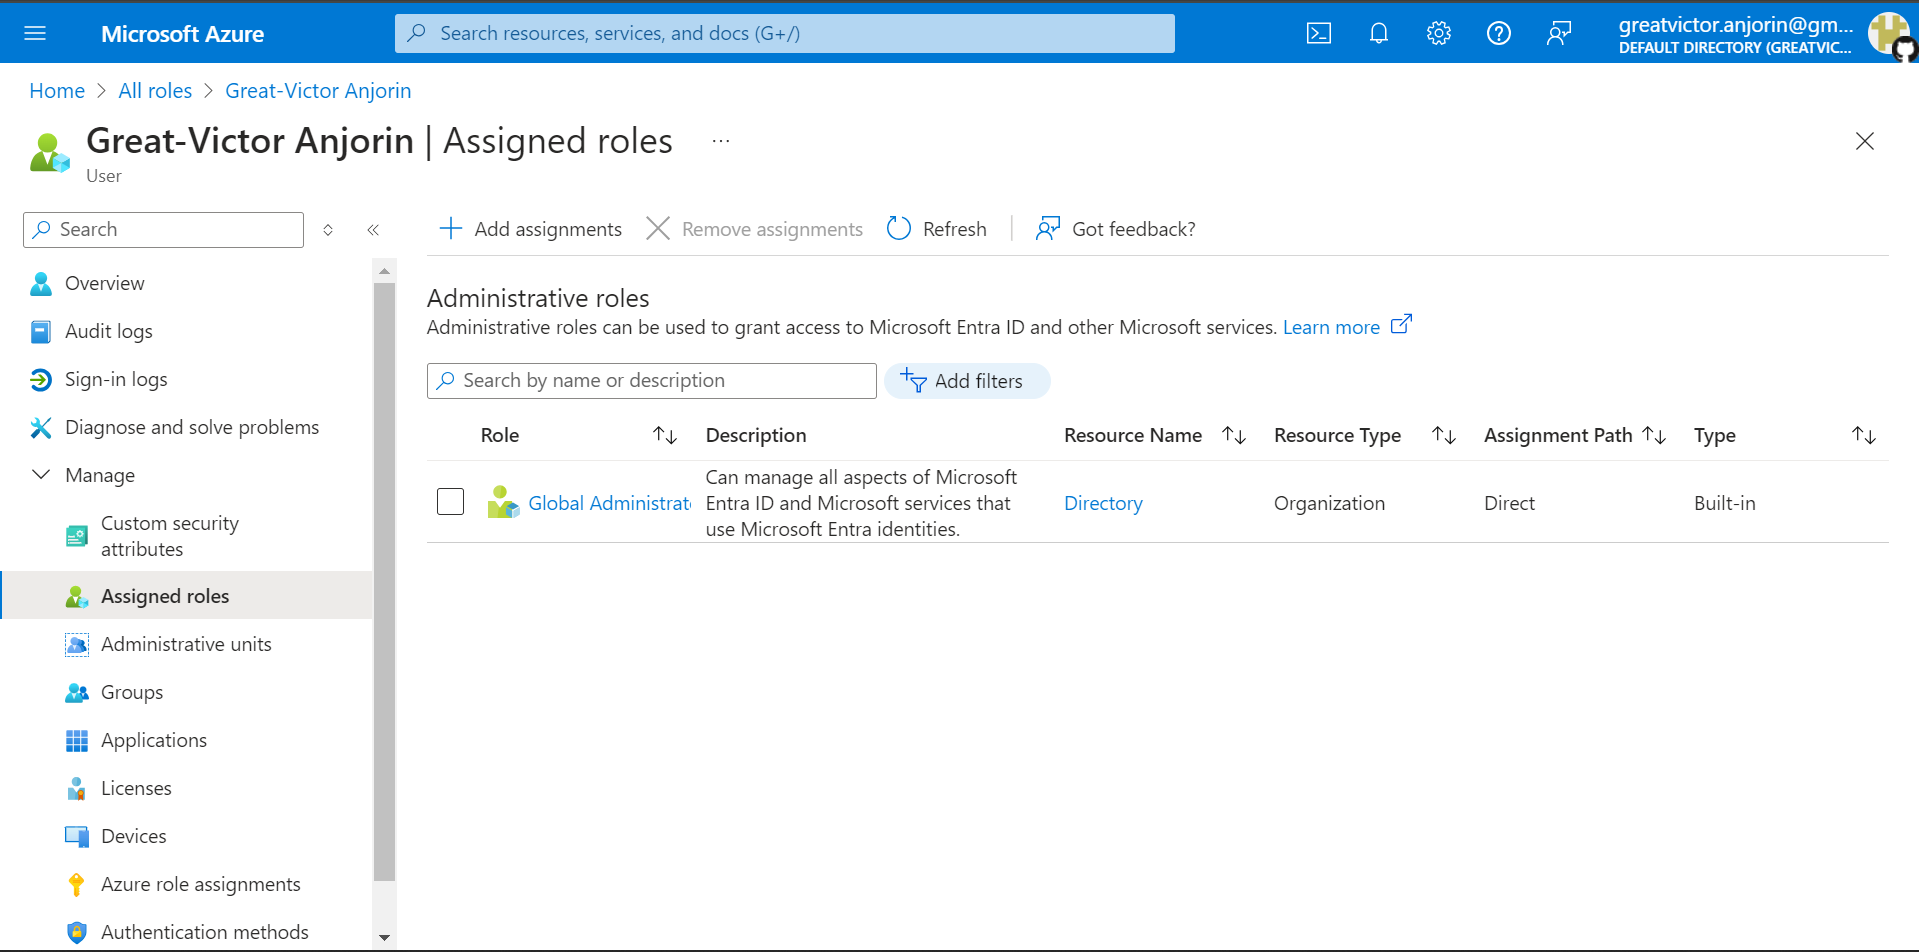 Microsoft Azure
Search resources, services, and docs (G+/)
greatvictor.anjorin@gm...
DEFAULT DIRECTORY (GREATVIC...
Home > All roles > Great-Victor Anjorin
Great-Victor Anjorin | Assigned roles ...
User
Search
Overview
Audit logs
Sign-in logs
Diagnose and solve problems
Manage
Custom security
attributes
Assigned roles
Administrative units
Groups
Applications
Licenses
Devices
Azure role assignments
Authentication methods
Add assignments Remove assignments Refresh | Got feedback?
Administrative roles
Administrative roles can be used to grant access to Microsoft Entra ID and other Microsoft services. Learn more
Search by name or description Add filters
Role Description Resource Name Resource Type Assignment Path Type
Global Administrat
Can manage all aspects of Microsoft
Entra ID and Microsoft services that
use Microsoft Entra identities.
Directory Organization Direct Built-in